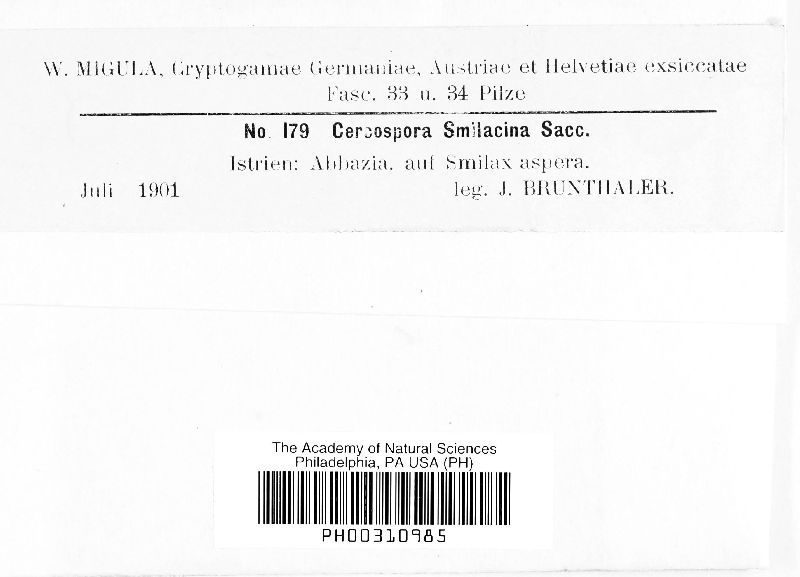 W. MIGULA, Cryptogamae Germaniae, Austriae et Helvetiae exsiccatae
Fasc. 33 u. 34 Pilze
No. 179 Cercospora Smilacina Sacc.
Istrien: Abbazia. auf Smilax aspera.
Juli 1901 leg. J. BRUNTHALER.
The Academy of Natural Sciences
Philadelphia, PA USA (PH)
PH00310985